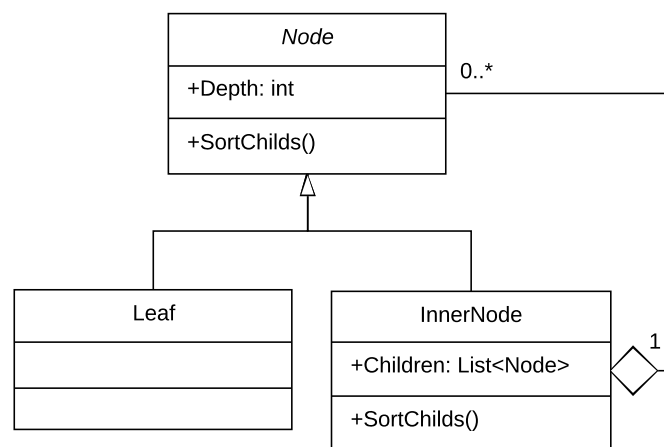 Node
+Depth: int
0..*
+SortChilds()
Leaf
InnerNode
+Children: List<Node>
1
+SortChilds()